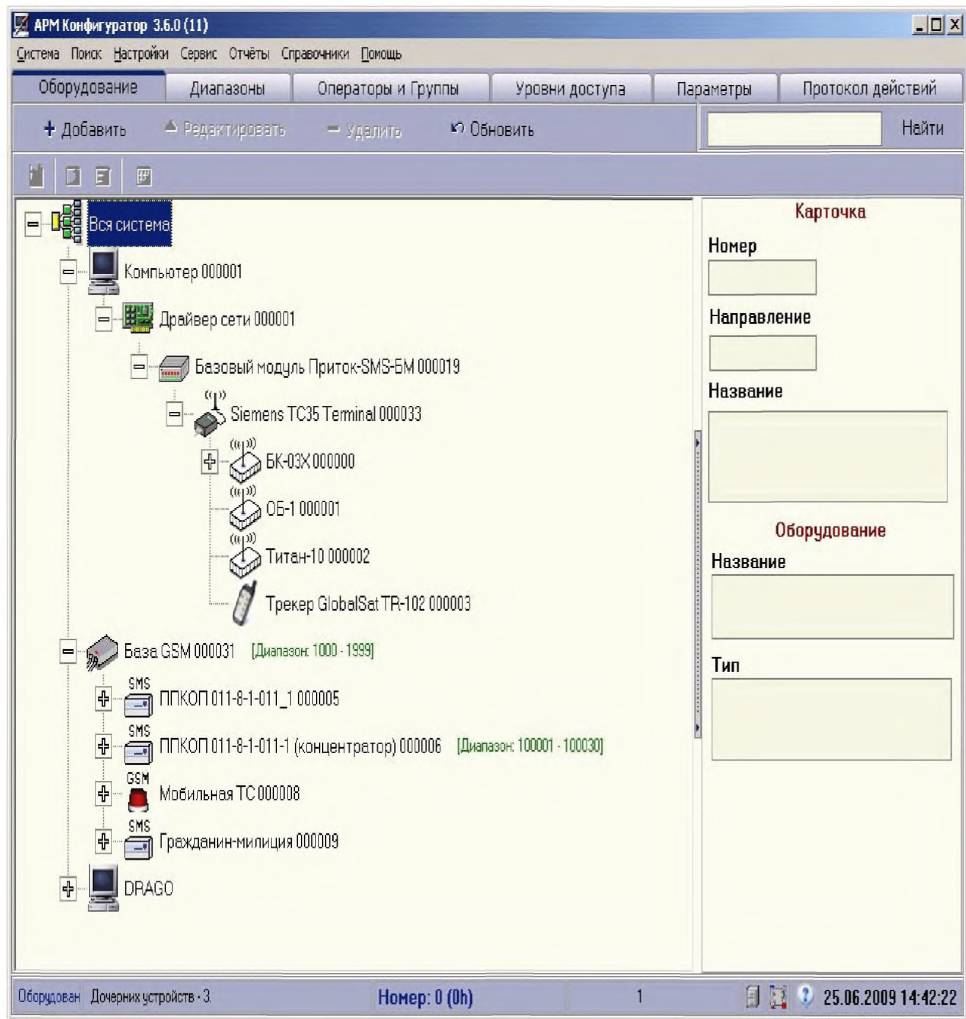 АРМ Конфигуратор 3.6.0 (11)
Система Поиск Настройки Сервис Отчёты Справочники Помощь
Оборудование Диапазоны Операторы и Группы Уровни доступа Параметры Протокол действий
Добавить Редактировать Удалить Обновить Найти
Вся система
Компьютер 000001
Драйвер сети 000001
Базовый модуль Приток-SMS-БМ 000019
Siemens TC35 Terminal 000033
БК-03Х 000000
ОБ-1 000001
Титан-10 000002
Трекер GlobalSat TR-102 000003
База GSM 000031 [Диапазон: 1000 - 1999]
SMS
ППКОП 011-8-1-011_1 000005
SMS
ППКОП 011-8-1-011-1 (концентратор) 000006 [Диапазон: 100001 - 100030]
GSM
Мобильная ТС 000008
SMS
Гражданин-милиция 000009
DRAGO
Карточка
Номер
Направление
Название
Оборудование
Название
Тип
Оборудован Дочерних устройств - 3. Номер: 0 (0h) 1 25.06.2009 14:42:22